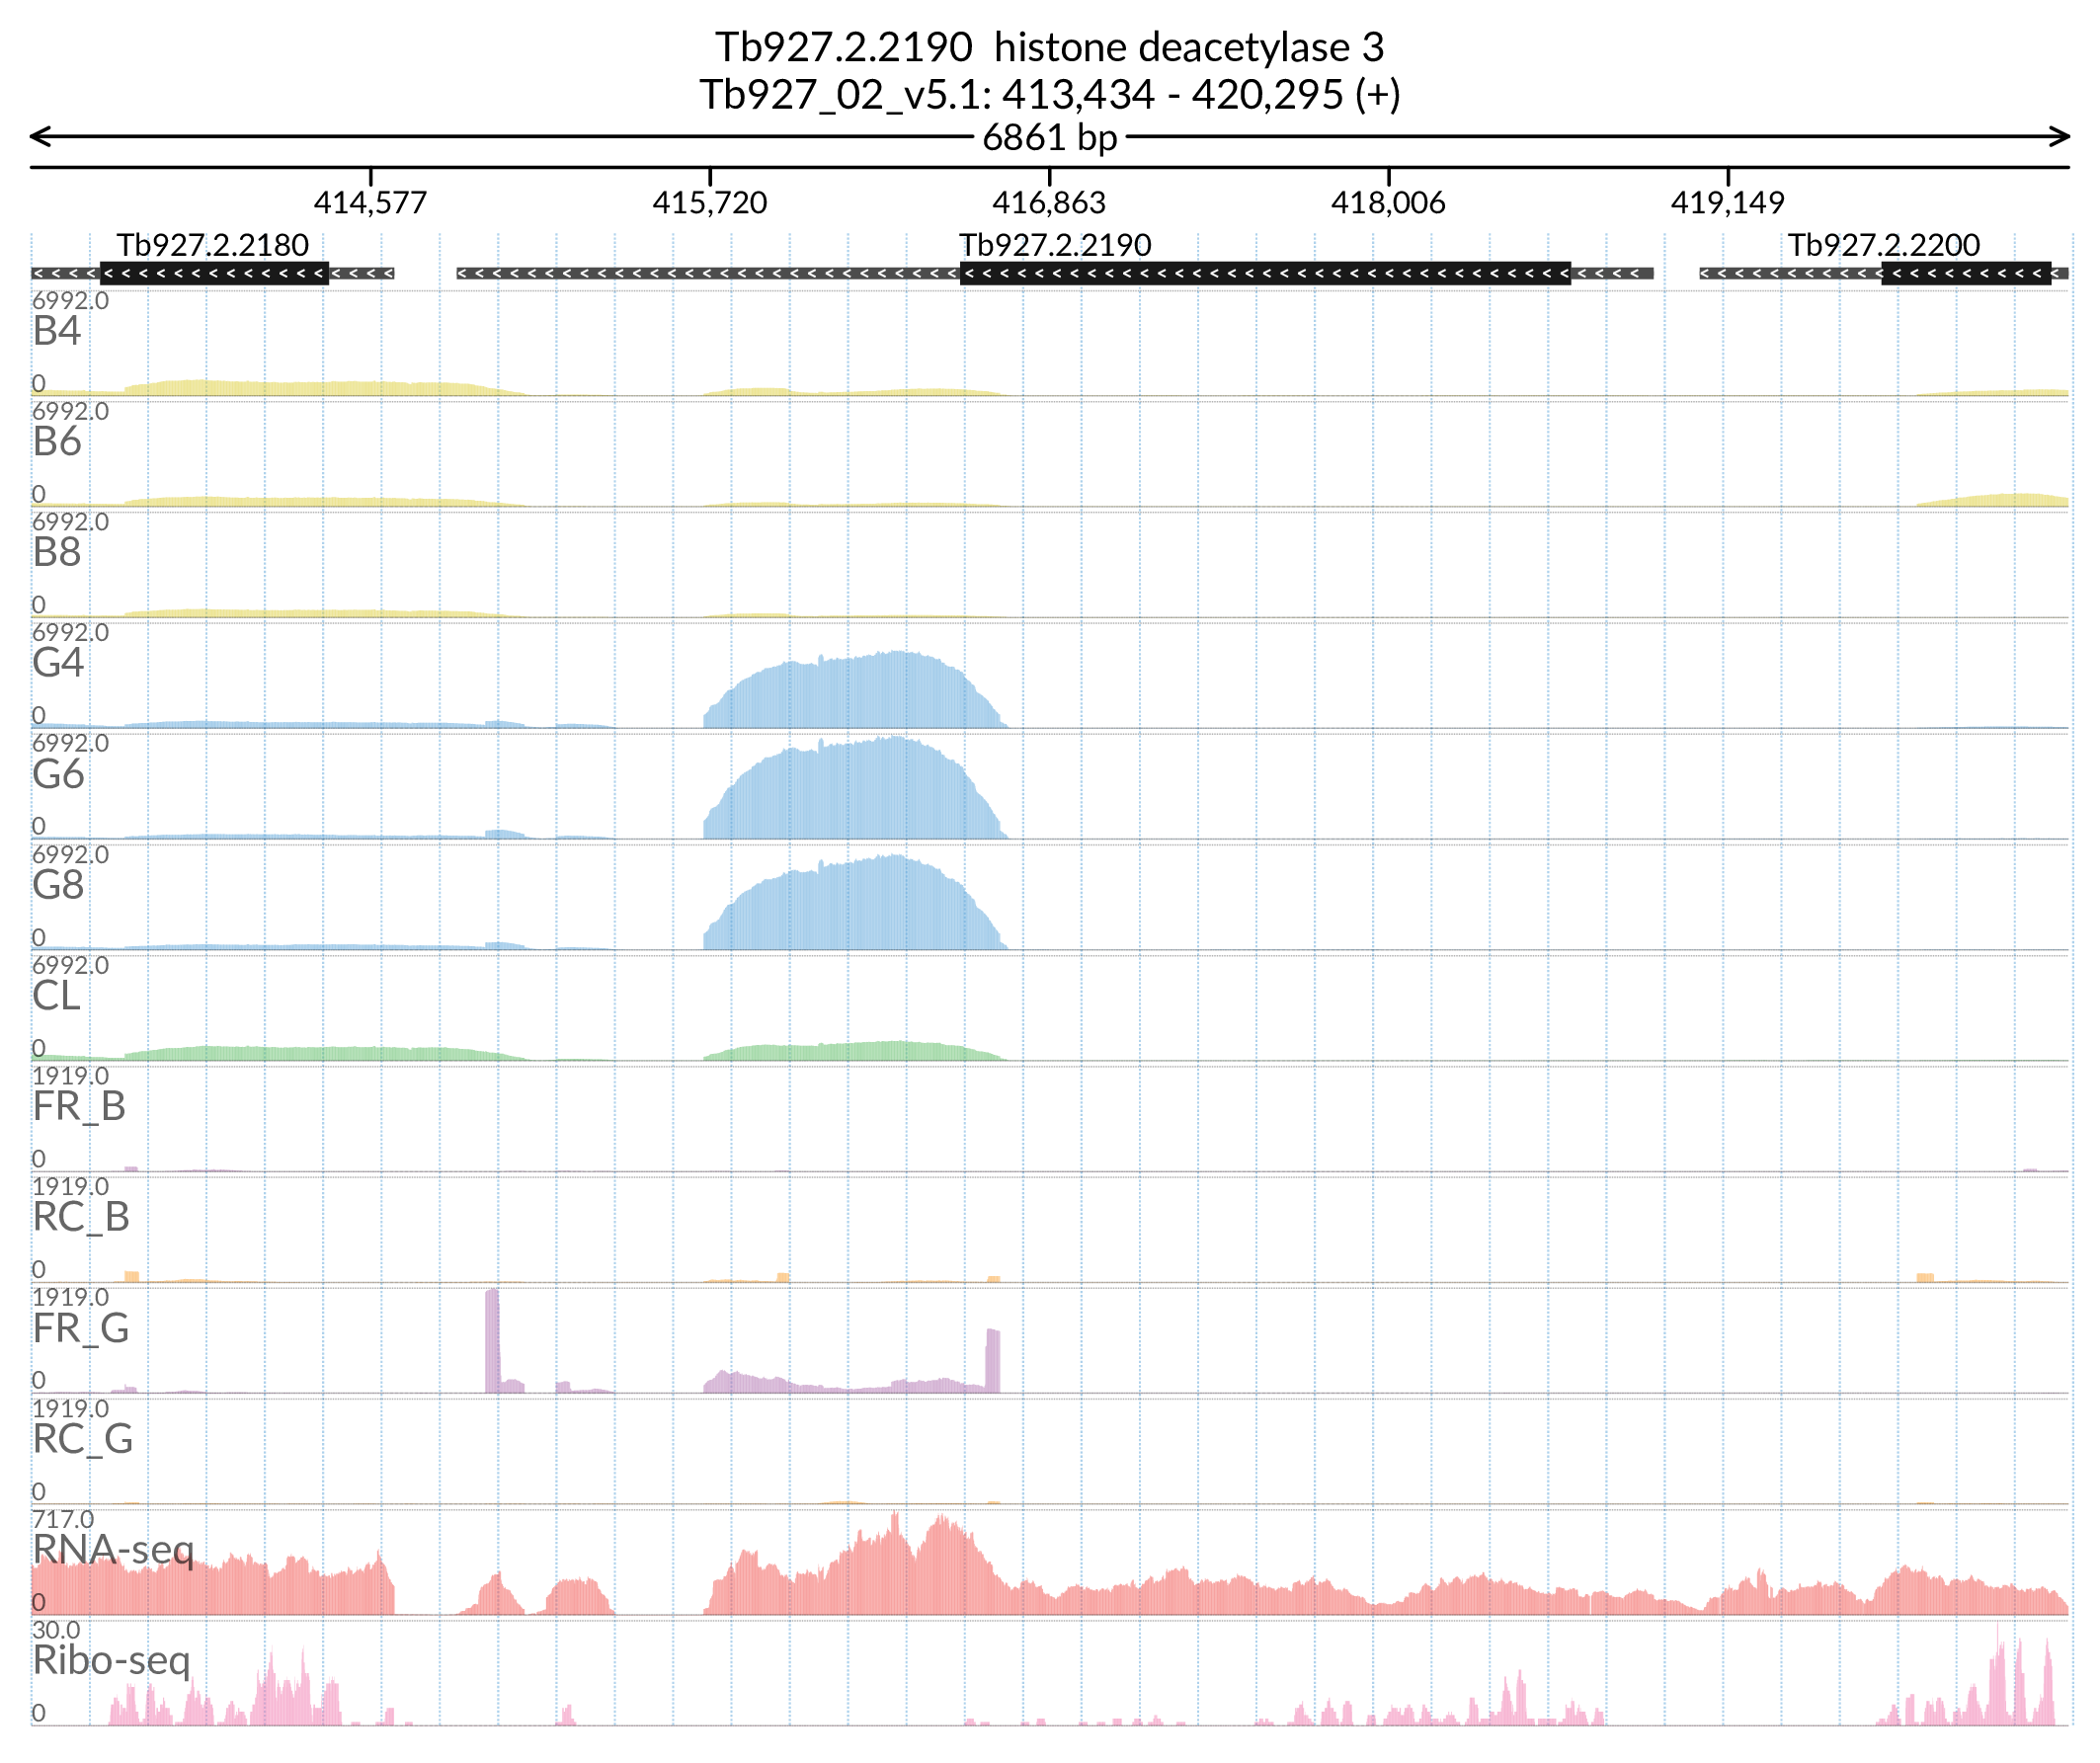 Tb927.2.2190 histone deacetylase 3
Tb927_02_v5.1: 413,434 - 420,295 (+)
6861 bp
414,577 415,720 416,863 418,006 419,149
Tb927.2.2180 Tb927.2.2190 Tb927.2.2200
6992.0
B4
0
6992.0
B6
0
6992.0
B8
0
6992.0
G4
0
6992.0
G6
0
6992.0
G8
0
6992.0
CL
0
1919.0
FR_B
0
1919.0
RC_B
0
1919.0
FR_G
0
1919.0
RC_G
0
717.0
RNA-seq
0
30.0
Ribo-seq
0